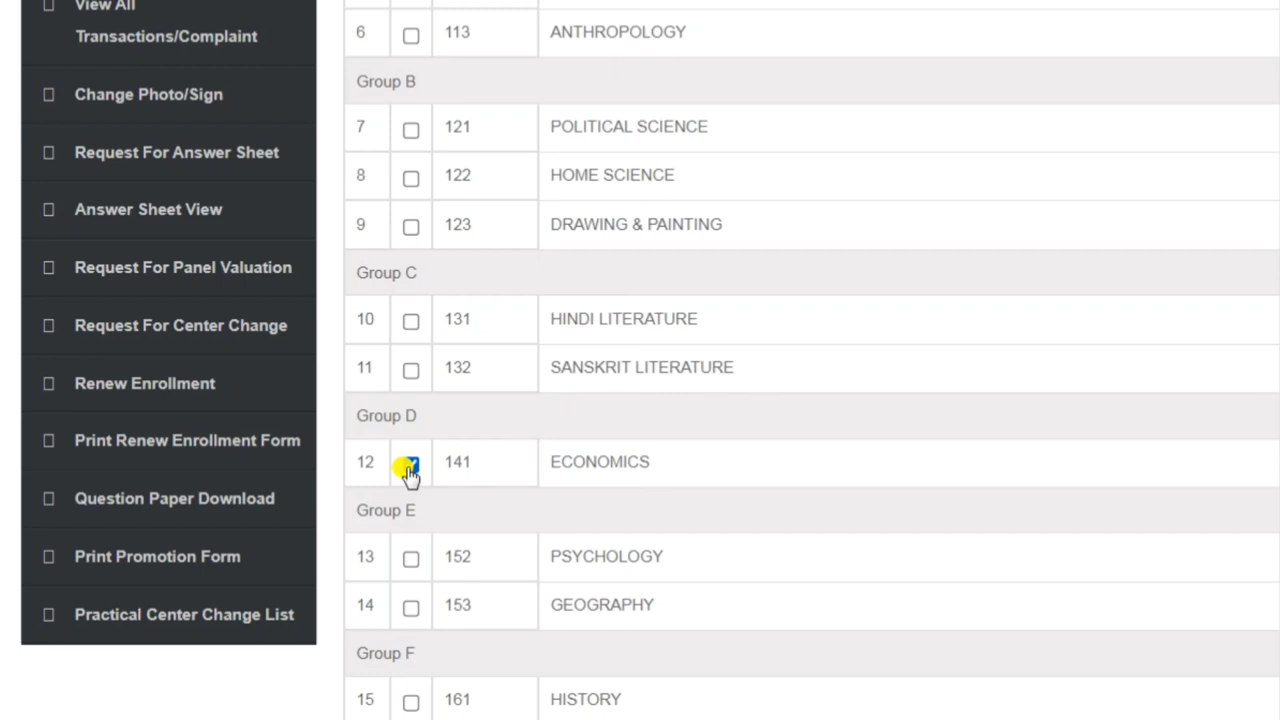 View All
Transactions/Complaint
Change Photo/Sign
Request For Answer Sheet
Answer Sheet View
Request For Panel Valuation
Request For Center Change
Renew Enrollment
Print Renew Enrollment Form
Question Paper Download
Print Promotion Form
Practical Center Change List
6 113 ANTHROPOLOGY
Group B
7 121 POLITICAL SCIENCE
8 122 HOME SCIENCE
9 123 DRAWING & PAINTING
Group C
10 131 HINDI LITERATURE
11 132 SANSKRIT LITERATURE
Group D
12 141 ECONOMICS
Group E
13 152 PSYCHOLOGY
14 153 GEOGRAPHY
Group F
15 161 HISTORY